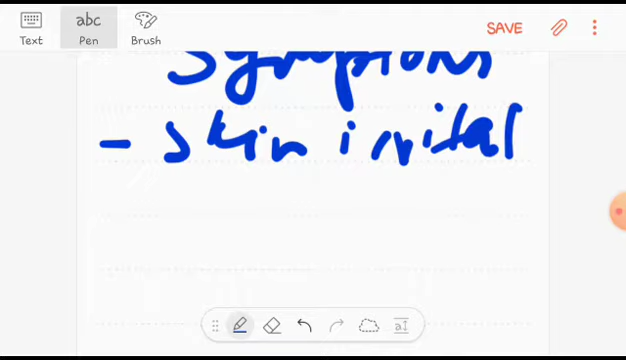 abc
SAVE
Text
Pen
Brush
Symptoms
- Skin irritat